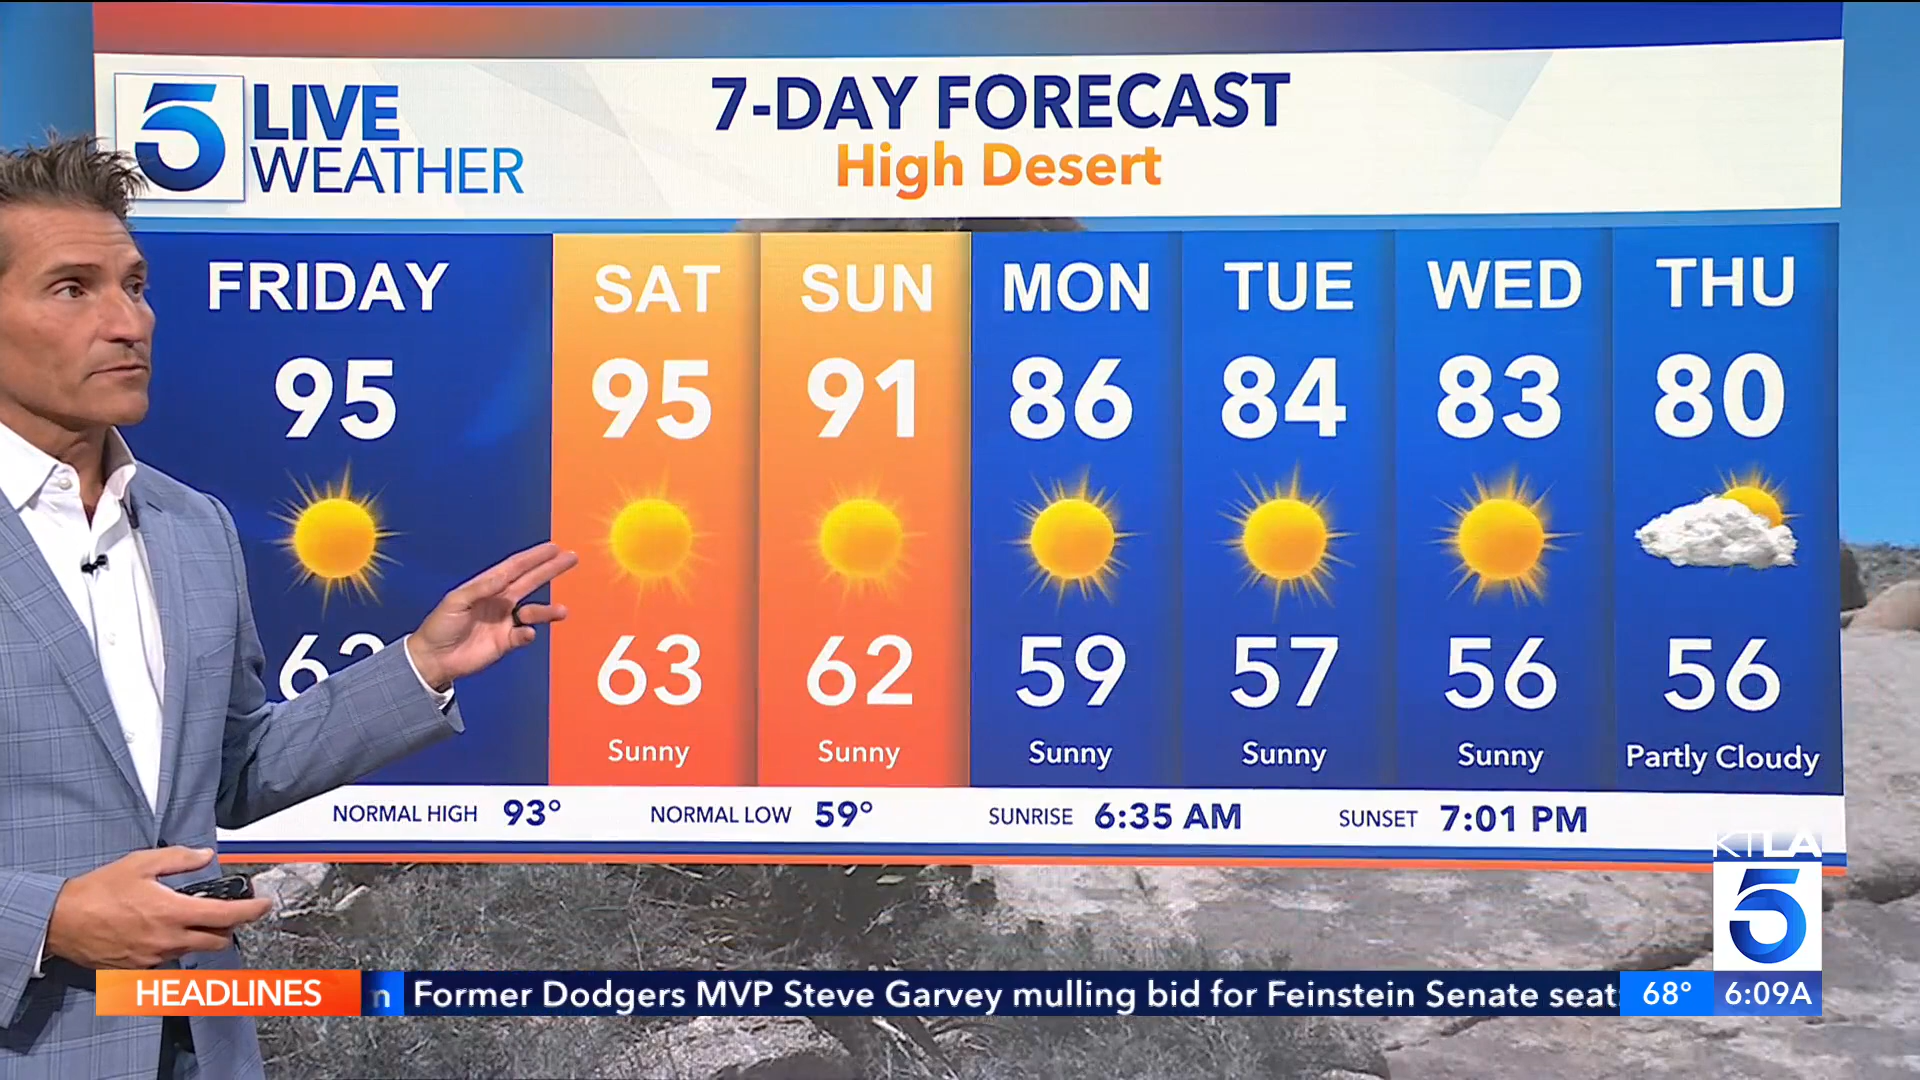 5 LIVE
WEATHER
7-DAY FORECAST
High Desert
FRIDAY SAT SUN MON TUE WED THU
95 95 91 86 84 83 80
63 62 59 57 56 56
Sunny Sunny Sunny Sunny Sunny Partly Cloudy
NORMAL HIGH 93° NORMAL LOW 59° SUNRISE 6:35 AM SUNSET 7:01 PM
KTLA
5
HEADLINES Former Dodgers MVP Steve Garvey mulling bid for Feinstein Senate seat 68° 6:09A